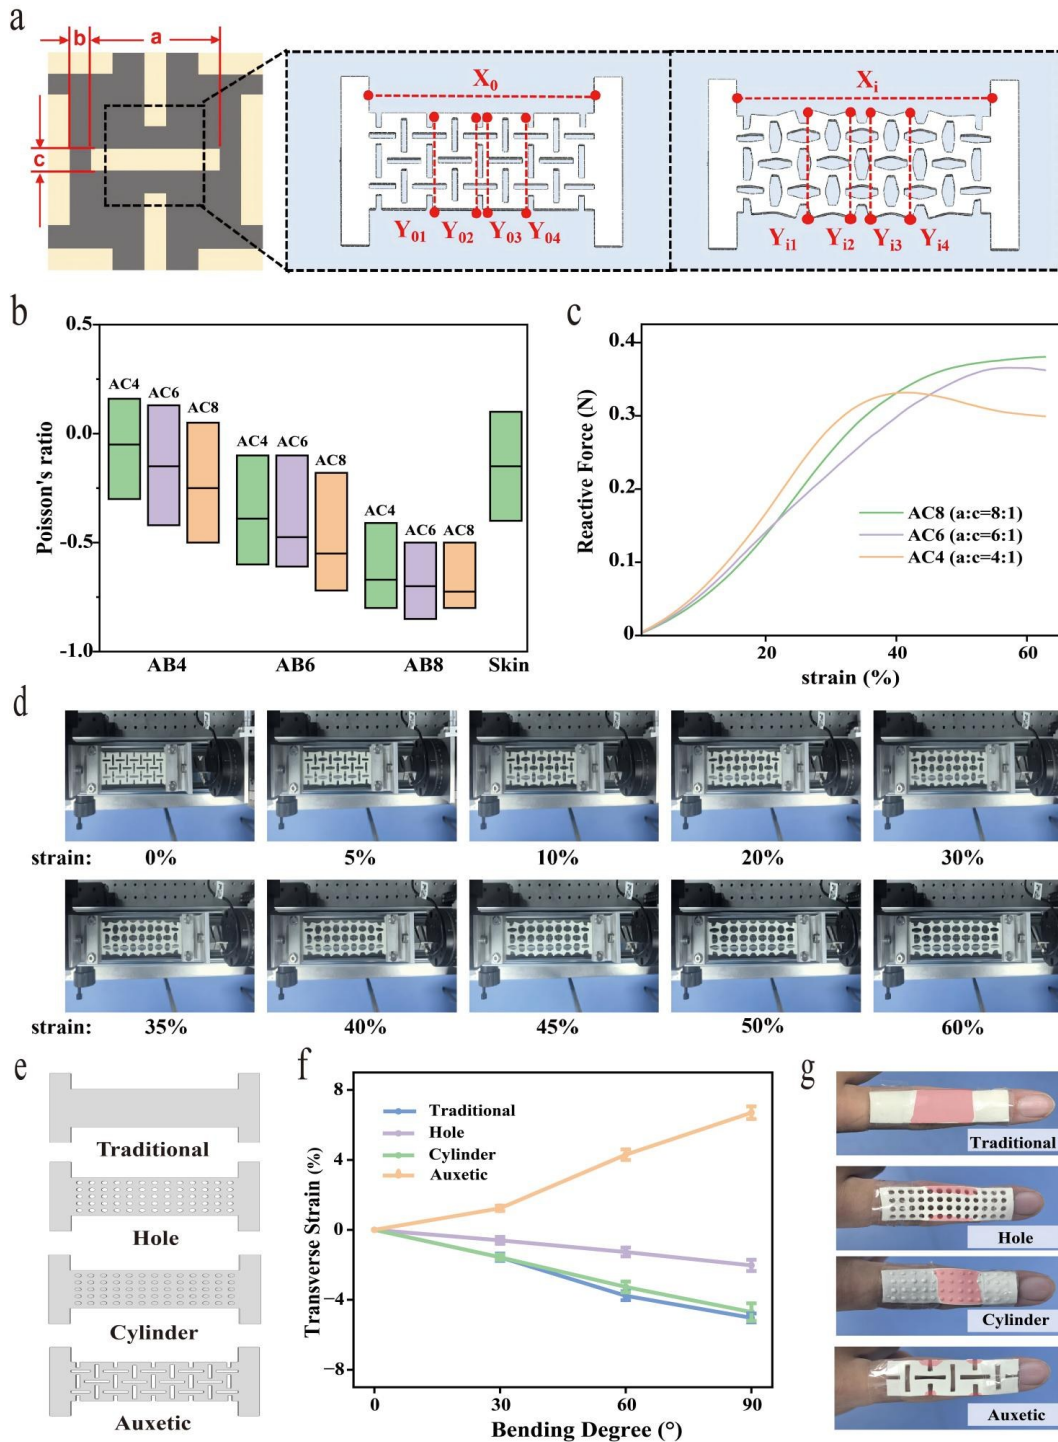 a
b
a
c
X0
Y01 Y02 Y03 Y04
Xi
Yi1 Yi2 Yi3 Yi4
b
Poisson's ratio
0.5
0.0
-0.5
-1.0
AC4
AC6
AC8
AC4
AC6
AC8
AC4
AC6
AC8
AB4
AB6
AB8
Skin
c
Reactive Force (N)
0.4
0.3
0.2
0.1
0
AC8 (a:c=8:1)
AC6 (a:c=6:1)
AC4 (a:c=4:1)
20 40 60
strain (%)
d
strain: 0% 5% 10% 20% 30%
strain: 35% 40% 45% 50% 60%
e
Traditional
Hole
Cylinder
Auxetic
f
Transverse Strain (%)
8
4
0
−4
−8
Traditional
Hole
Cylinder
Auxetic
0 30 60 90
Bending Degree (°)
g
Traditional
Hole
Cylinder
Auxetic